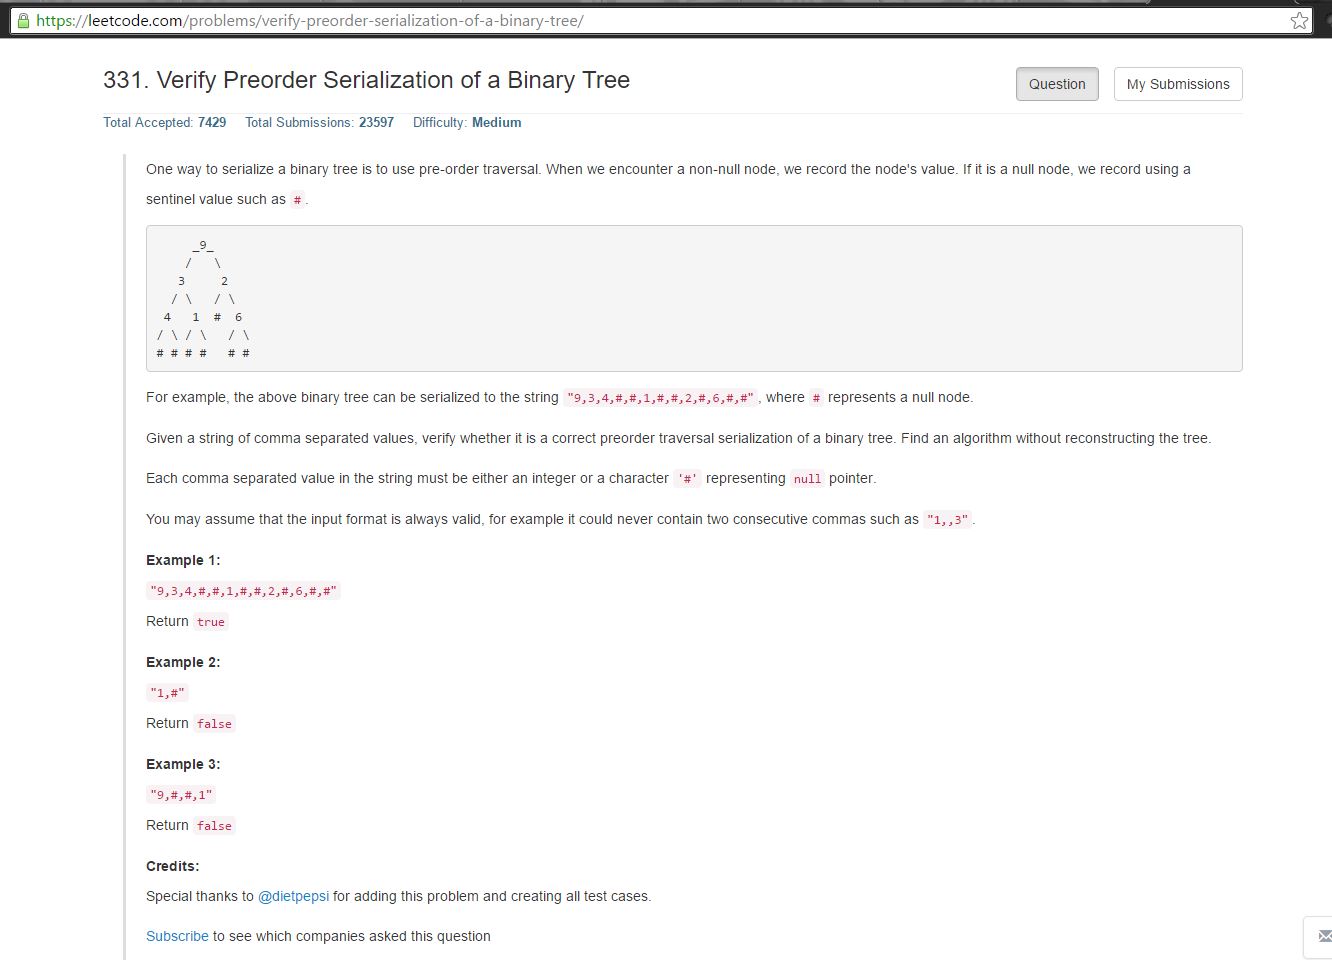 https://leetcode.com/problems/verify-preorder-serialization-of-a-binary-tree/
331. Verify Preorder Serialization of a Binary Tree
Question
My Submissions
Total Accepted: 7429 Total Submissions: 23597 Difficulty: Medium
One way to serialize a binary tree is to use pre-order traversal. When we encounter a non-null node, we record the node's value. If it is a null node, we record using a
sentinel value such as #.
     _9_
    /   \
   3     2
  / \   / \
 4   1  #  6
/ \ / \   / \
# # # #   # #
For example, the above binary tree can be serialized to the string "9,3,4,#,#,1,#,#,2,#,6,#,#", where # represents a null node.
Given a string of comma separated values, verify whether it is a correct preorder traversal serialization of a binary tree. Find an algorithm without reconstructing the tree.
Each comma separated value in the string must be either an integer or a character '#' representing null pointer.
You may assume that the input format is always valid, for example it could never contain two consecutive commas such as "1,,3".
Example 1:
"9,3,4,#,#,1,#,#,2,#,6,#,#"
Return true
Example 2:
"1,#"
Return false
Example 3:
"9,#,#,1"
Return false
Credits:
Special thanks to @dietpepsi for adding this problem and creating all test cases.
Subscribe to see which companies asked this question